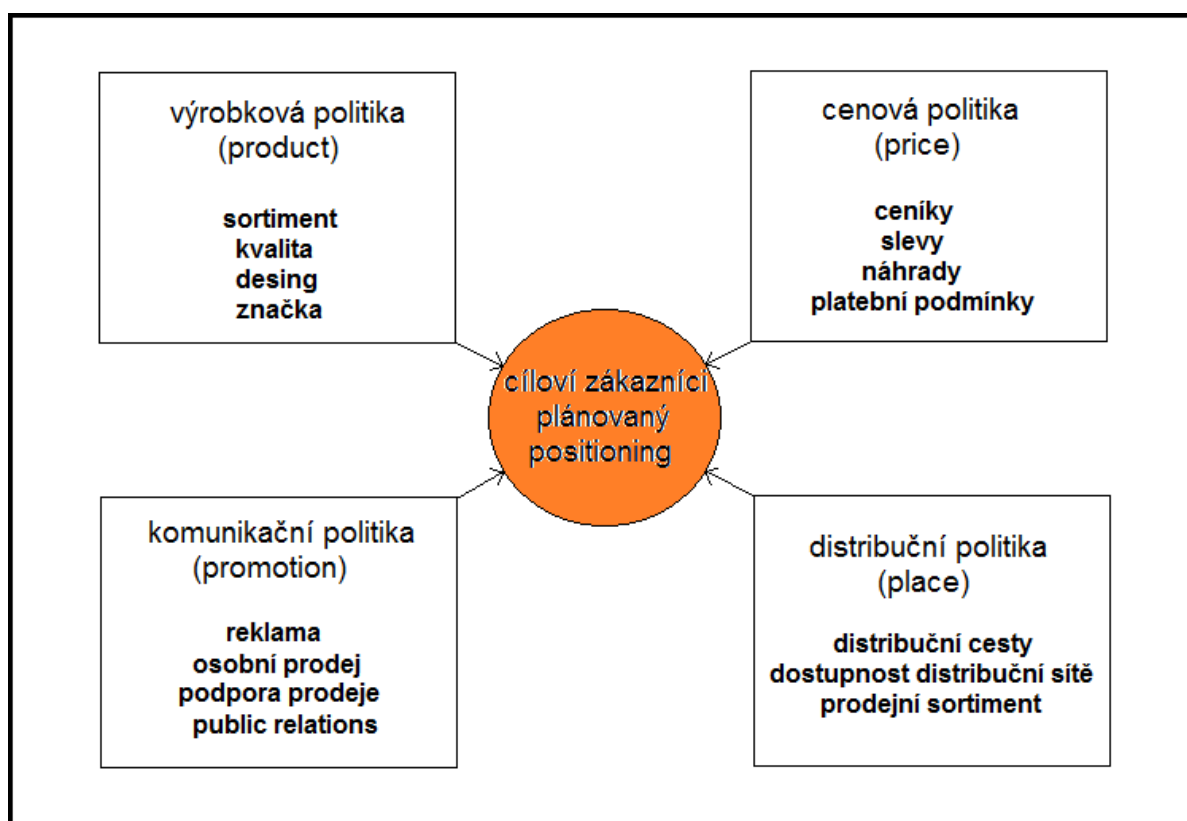 výrobková politika
(product)
sortiment
kvalita
desing
značka
cenová politika
(price)
ceníky
slevy
náhrady
platební podmínky
cíloví zákazníci
plánovaný
positioning
komunikační politika
(promotion)
reklama
osobní prodej
podpora prodeje
public relations
distribuční politika
(place)
distribuční cesty
dostupnost distribuční sítě
prodejní sortiment